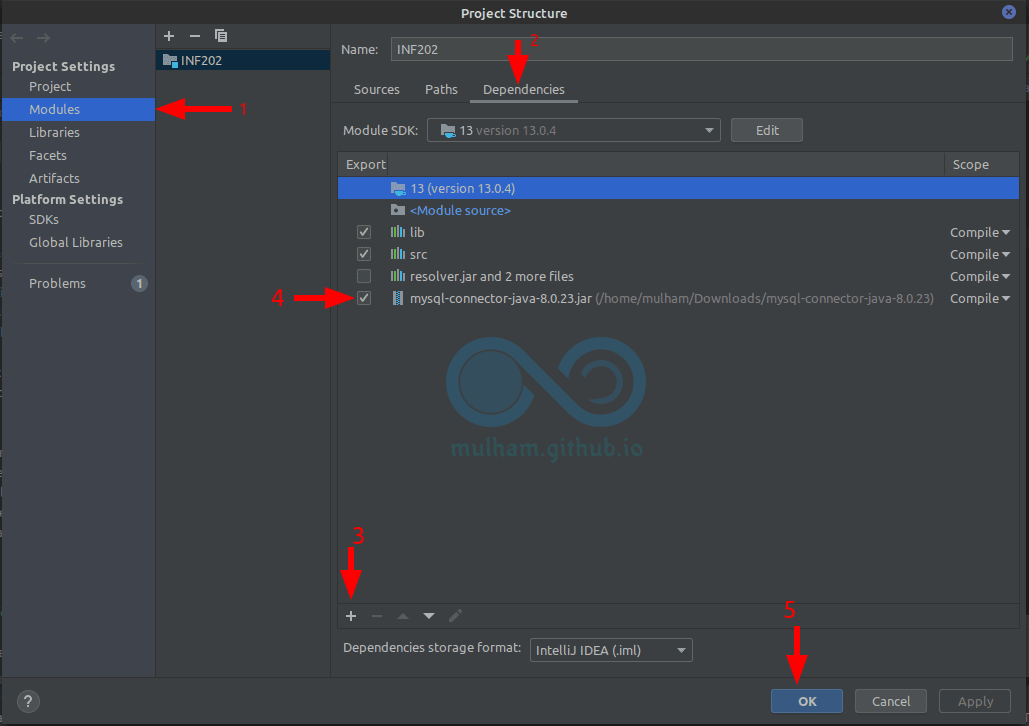 Project Structure
Project Settings
Project
Modules
Libraries
Facets
Artifacts
Platform Settings
SDKs
Global Libraries
Problems 1
INF202
1
Name: INF202
2
Sources Paths Dependencies
Module SDK: 13 version 13.0.4 Edit
Export Scope
13 (version 13.0.4)
<Module source>
lib Compile
src Compile
resolver.jar and 2 more files Compile
4 mysql-connector-java-8.0.23.jar (/home/mulham/Downloads/mysql-connector-java-8.0.23) Compile
mulham.github.io
3
Dependencies storage format: IntelliJ IDEA (.iml)
5
? OK Cancel Apply